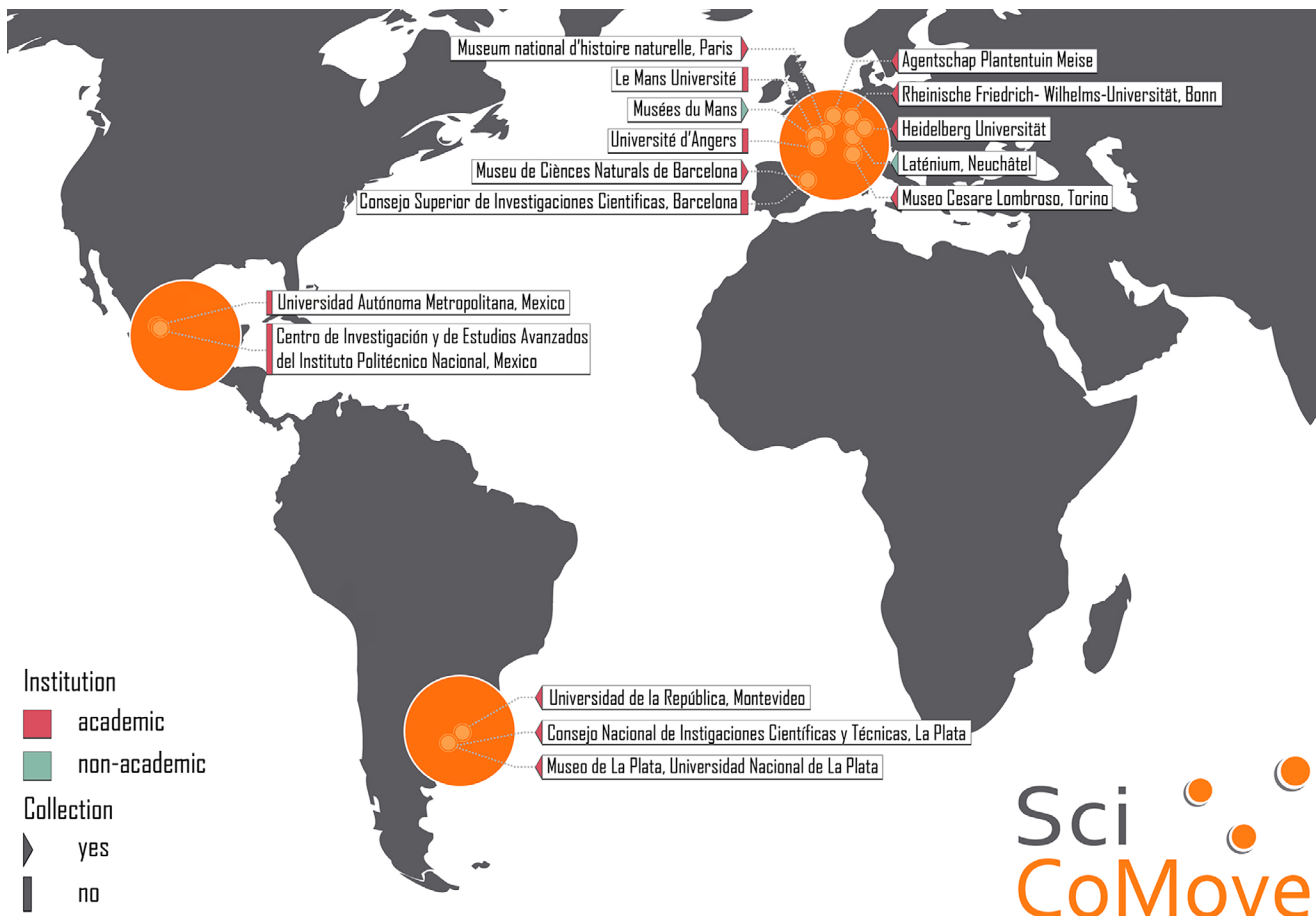 Museum national d'histoire naturelle, Paris
Le Mans Université
Musées du Mans
Université d'Angers
Museu de Ciènces Naturals de Barcelona
Consejo Superior de Investigaciones Cientificas, Barcelona
Agentschap Plantentuin Meise
Rheinische Friedrich- Wilhelms-Universität, Bonn
Heidelberg Universität
Laténium, Neuchâtel
Museo Cesare Lombroso, Torino
Universidad Autónoma Metropolitana, Mexico
Centro de Investigación y de Estudios Avanzados
del Instituto Politécnico Nacional, Mexico
Universidad de la República, Montevideo
Consejo Nacional de Instigaciones Científicas y Técnicas, La Plata
Museo de La Plata, Universidad Nacional de La Plata
Institution
academic
non-academic
Collection
yes
no
Sci
CoMove